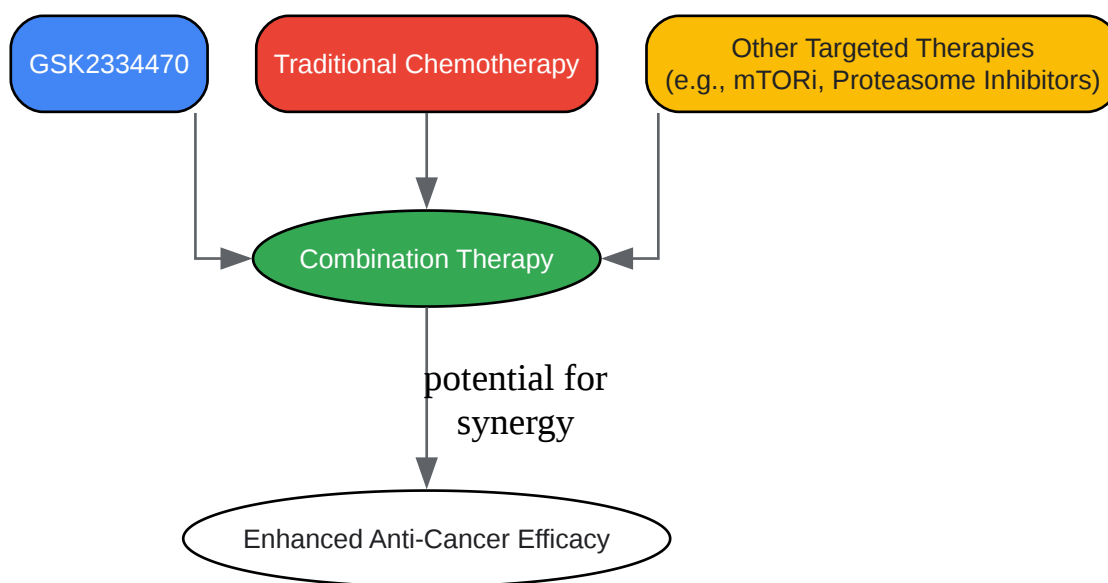 GSK2334470
Traditional Chemotherapy
Other Targeted Therapies
(e.g., mTORi, Proteasome Inhibitors)
Combination Therapy
potential for
synergy
Enhanced Anti-Cancer Efficacy